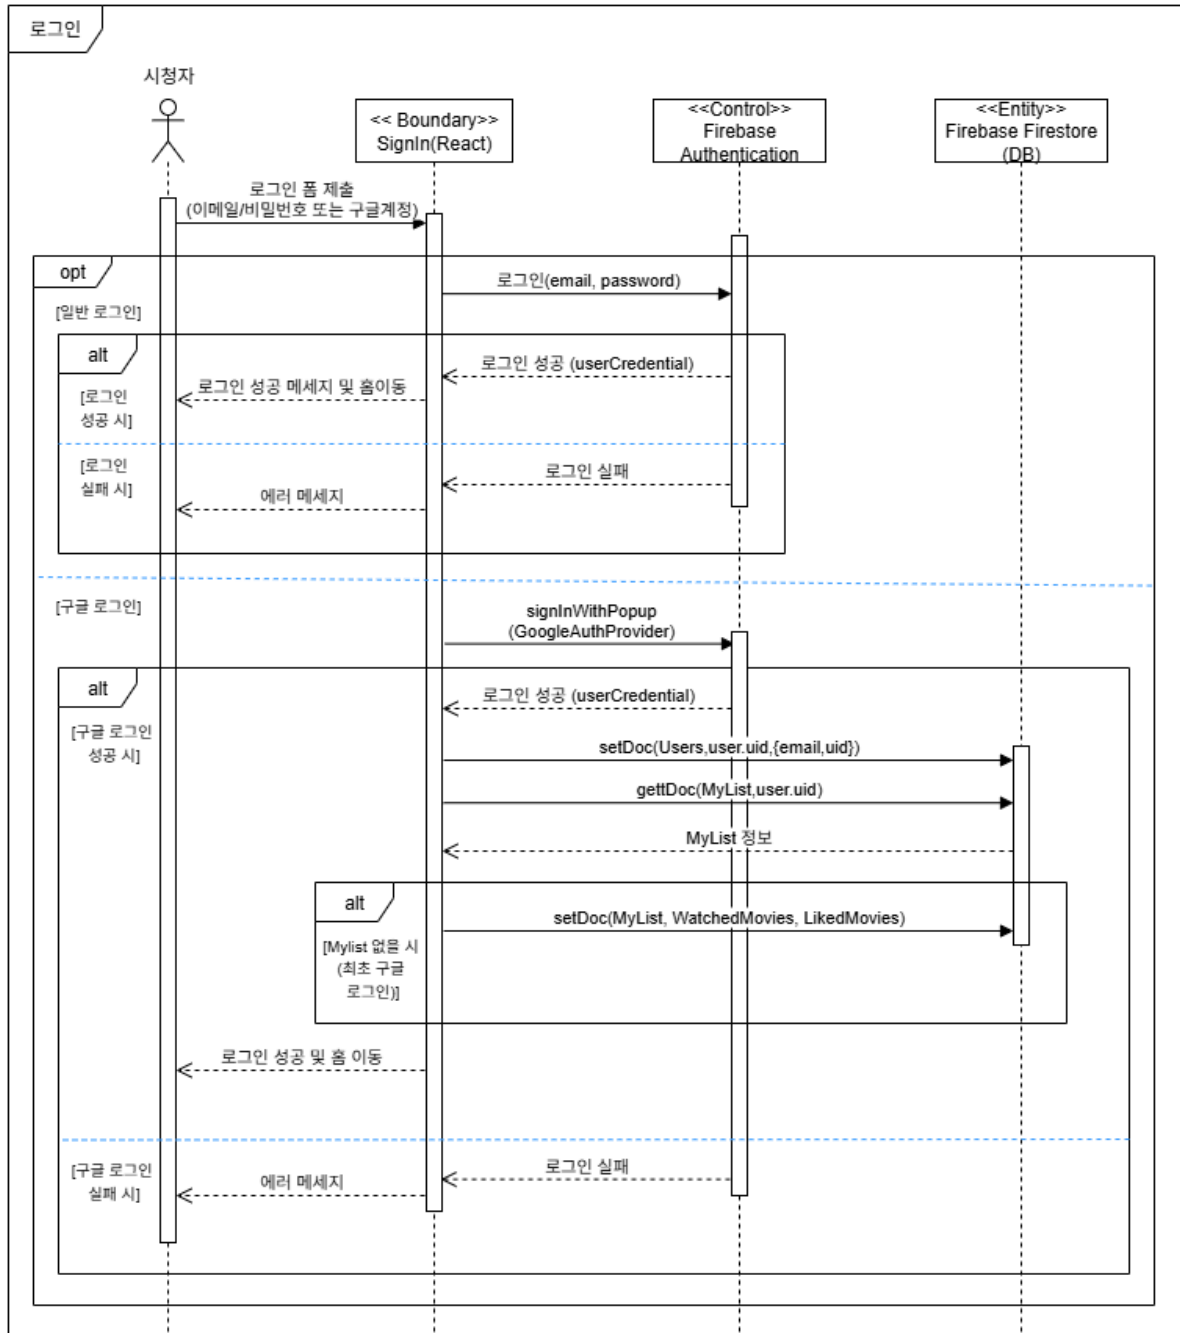 로그인
시청자
<< Boundary>>
SignIn(React)
<<Control>>
Firebase
Authentication
<<Entity>>
Firebase Firestore
(DB)
로그인 폼 제출
(이메일/비밀번호 또는 구글계정)
opt
[일반 로그인]
로그인(email, password)
alt
[로그인
성공 시]
로그인 성공 (userCredential)
로그인 성공 메세지 및 홈이동
[로그인
실패 시]
로그인 실패
에러 메세지
[구글 로그인]
signInWithPopup
(GoogleAuthProvider)
alt
[구글 로그인
성공 시]
로그인 성공 (userCredential)
setDoc(Users,user.uid,{email,uid})
gettDoc(MyList,user.uid)
MyList 정보
alt
[Mylist 없을 시
(최초 구글
로그인)]
setDoc(MyList, WatchedMovies, LikedMovies)
로그인 성공 및 홈 이동
[구글 로그인
실패 시]
로그인 실패
에러 메세지